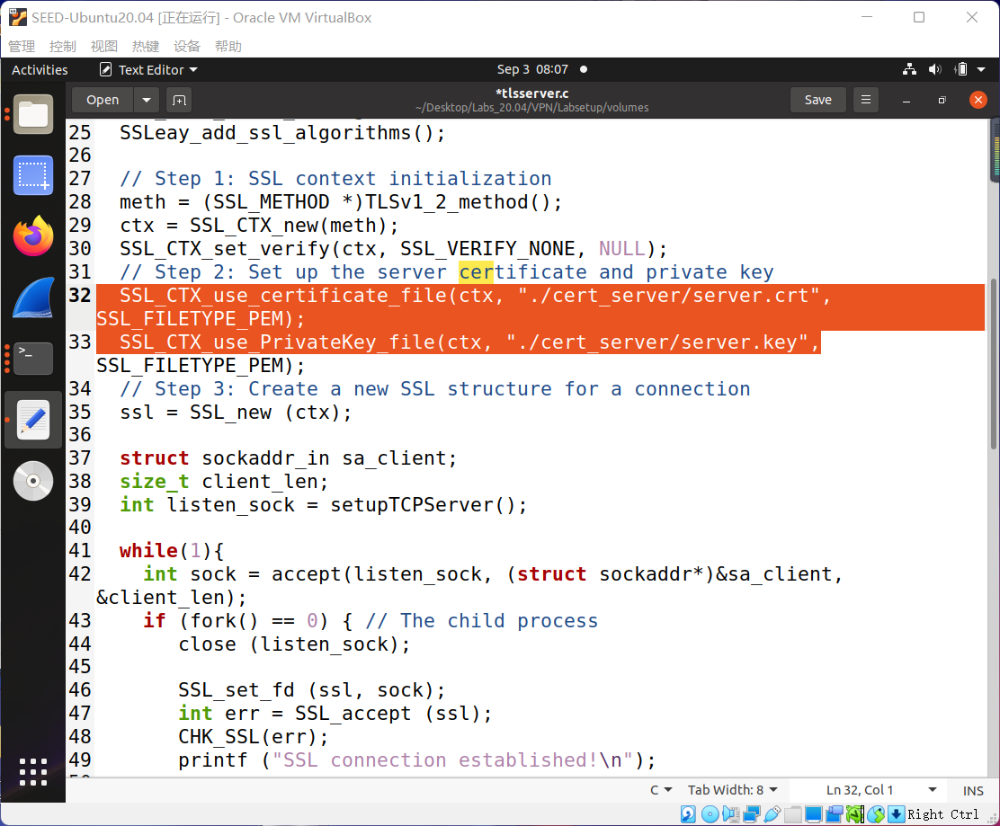 SEED-Ubuntu20.04 [正在运行] - Oracle VM VirtualBox
管理 控制 视图 热键 设备 帮助
Activities Text Editor Sep 3 08:07
Open *tlsserver.c Save
~/Desktop/Labs_20.04/VPN/Labsetup/volumes
25 SSLeay_add_ssl_algorithms();
26
27 // Step 1: SSL context initialization
28 meth = (SSL_METHOD *)TLSv1_2_method();
29 ctx = SSL_CTX_new(meth);
30 SSL_CTX_set_verify(ctx, SSL_VERIFY_NONE, NULL);
31 // Step 2: Set up the server certificate and private key
32 SSL_CTX_use_certificate_file(ctx, "./cert_server/server.crt",
SSL_FILETYPE_PEM);
33 SSL_CTX_use_PrivateKey_file(ctx, "./cert_server/server.key",
SSL_FILETYPE_PEM);
34 // Step 3: Create a new SSL structure for a connection
35 ssl = SSL_new (ctx);
36
37 struct sockaddr_in sa_client;
38 size_t client_len;
39 int listen_sock = setupTCPServer();
40
41 while(1){
42 int sock = accept(listen_sock, (struct sockaddr*)&sa_client,
&client_len);
43 if (fork() == 0) { // The child process
44 close (listen_sock);
45
46 SSL_set_fd (ssl, sock);
47 int err = SSL_accept (ssl);
48 CHK_SSL(err);
49 printf ("SSL connection established!\n");
C Tab Width: 8 Ln 32, Col 1 INS
Right Ctrl